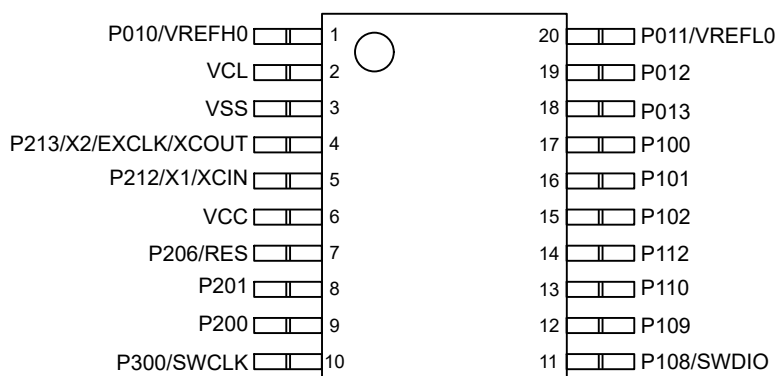 P010/VREFH0 1 20 P011/VREFL0
VCL 2 19 P012
VSS 3 18 P013
P213/X2/EXCLK/XCOUT 4 17 P100
P212/X1/XCIN 5 16 P101
VCC 6 15 P102
P206/RES 7 14 P112
P201 8 13 P110
P200 9 12 P109
P300/SWCLK 10 11 P108/SWDIO